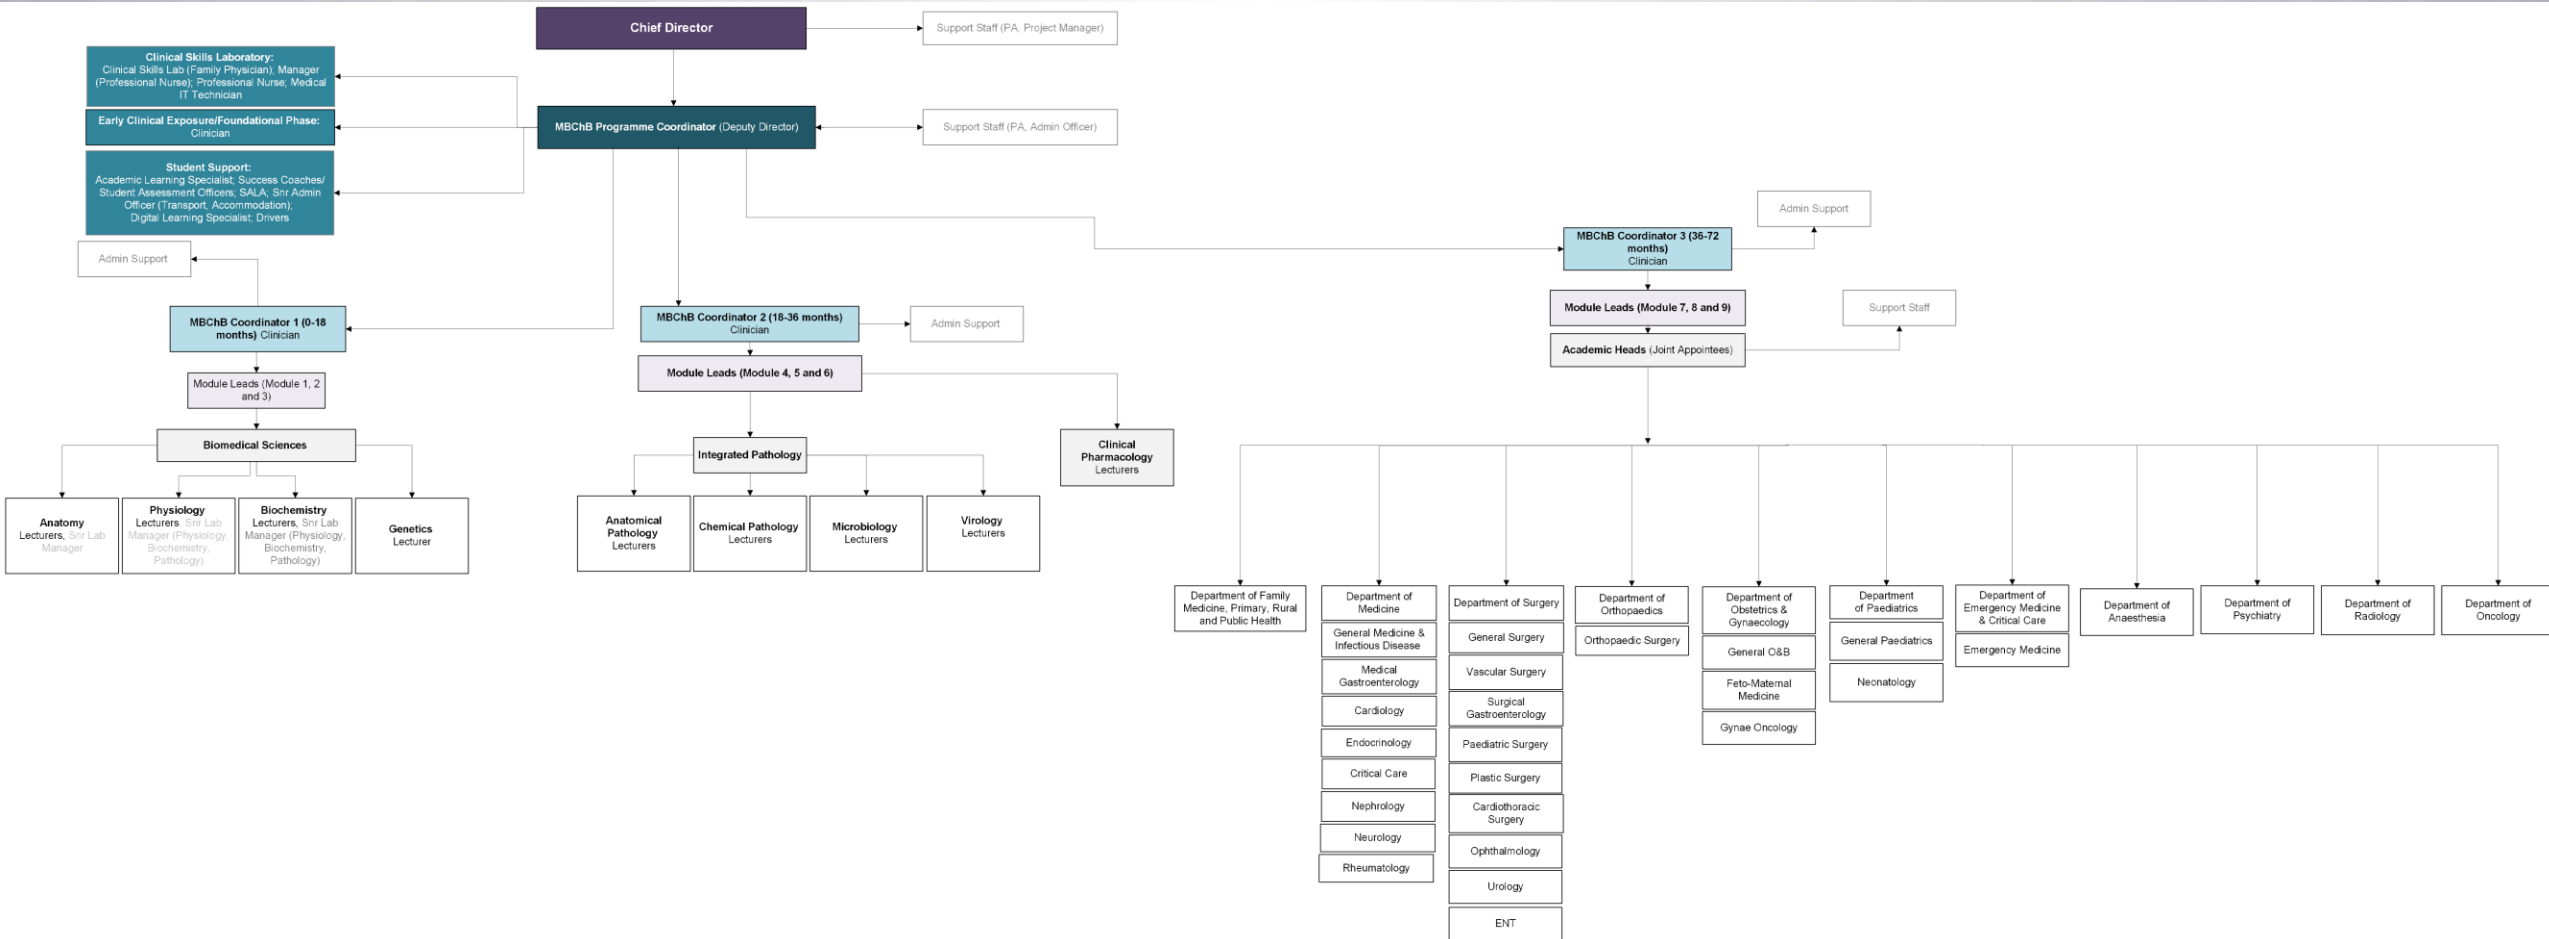 Chief Director
Support Staff (PA, Project Manager)
Clinical Skills Laboratory:
Clinical Skills Lab (Family Physician); Manager
(Professional Nurse); Professional Nurse; Medical
IT Technician
Early Clinical Exposure/Foundational Phase:
Clinician
MBChB Programme Coordinator (Deputy Director)
Support Staff (PA, Admin Officer)
Student Support:
Academic Learning Specialist; Success Coaches/
Student Assessment Officers; SALA; Snr Admin
Officer (Transport, Accommodation);
Digital Learning Specialist; Drivers
Admin Support
MBChB Coordinator 1 (0-18
months) Clinician
Module Leads (Module 1, 2
and 3)
Biomedical Sciences
Anatomy
Lecturers, Snr Lab
Manager
Physiology
Lecturers, Snr Lab
Manager (Physiology,
Biochemistry,
Pathology)
Biochemistry
Lecturers, Snr Lab
Manager (Physiology,
Biochemistry,
Pathology)
Genetics
Lecturer
MBChB Coordinator 2 (18-36 months)
Clinician
Admin Support
Module Leads (Module 4, 5 and 6)
Integrated Pathology
Clinical
Pharmacology
Lecturers
Anatomical
Pathology
Lecturers
Chemical Pathology
Lecturers
Microbiology
Lecturers
Virology
Lecturers
Admin Support
MBChB Coordinator 3 (36-72
months)
Clinician
Module Leads (Module 7, 8 and 9)
Support Staff
Academic Heads (Joint Appointees)
Department of Family
Medicine, Primary, Rural
and Public Health
Department of
Medicine
General Medicine &
Infectious Disease
Medical
Gastroenterology
Cardiology
Endocrinology
Critical Care
Nephrology
Neurology
Rheumatology
Department of Surgery
General Surgery
Vascular Surgery
Surgical
Gastroenterology
Paediatric Surgery
Plastic Surgery
Cardiothoracic
Surgery
Ophthalmology
Urology
ENT
Department of
Orthopaedics
Orthopaedic Surgery
Department of
Obstetrics &
Gynaecology
General O&B
Feto-Maternal
Medicine
Gynae Oncology
Department
of Paediatrics
General Paediatrics
Neonatology
Department of
Emergency Medicine
& Critical Care
Emergency Medicine
Department of
Anaesthesia
Department of
Psychiatry
Department of
Radiology
Department of
Oncology